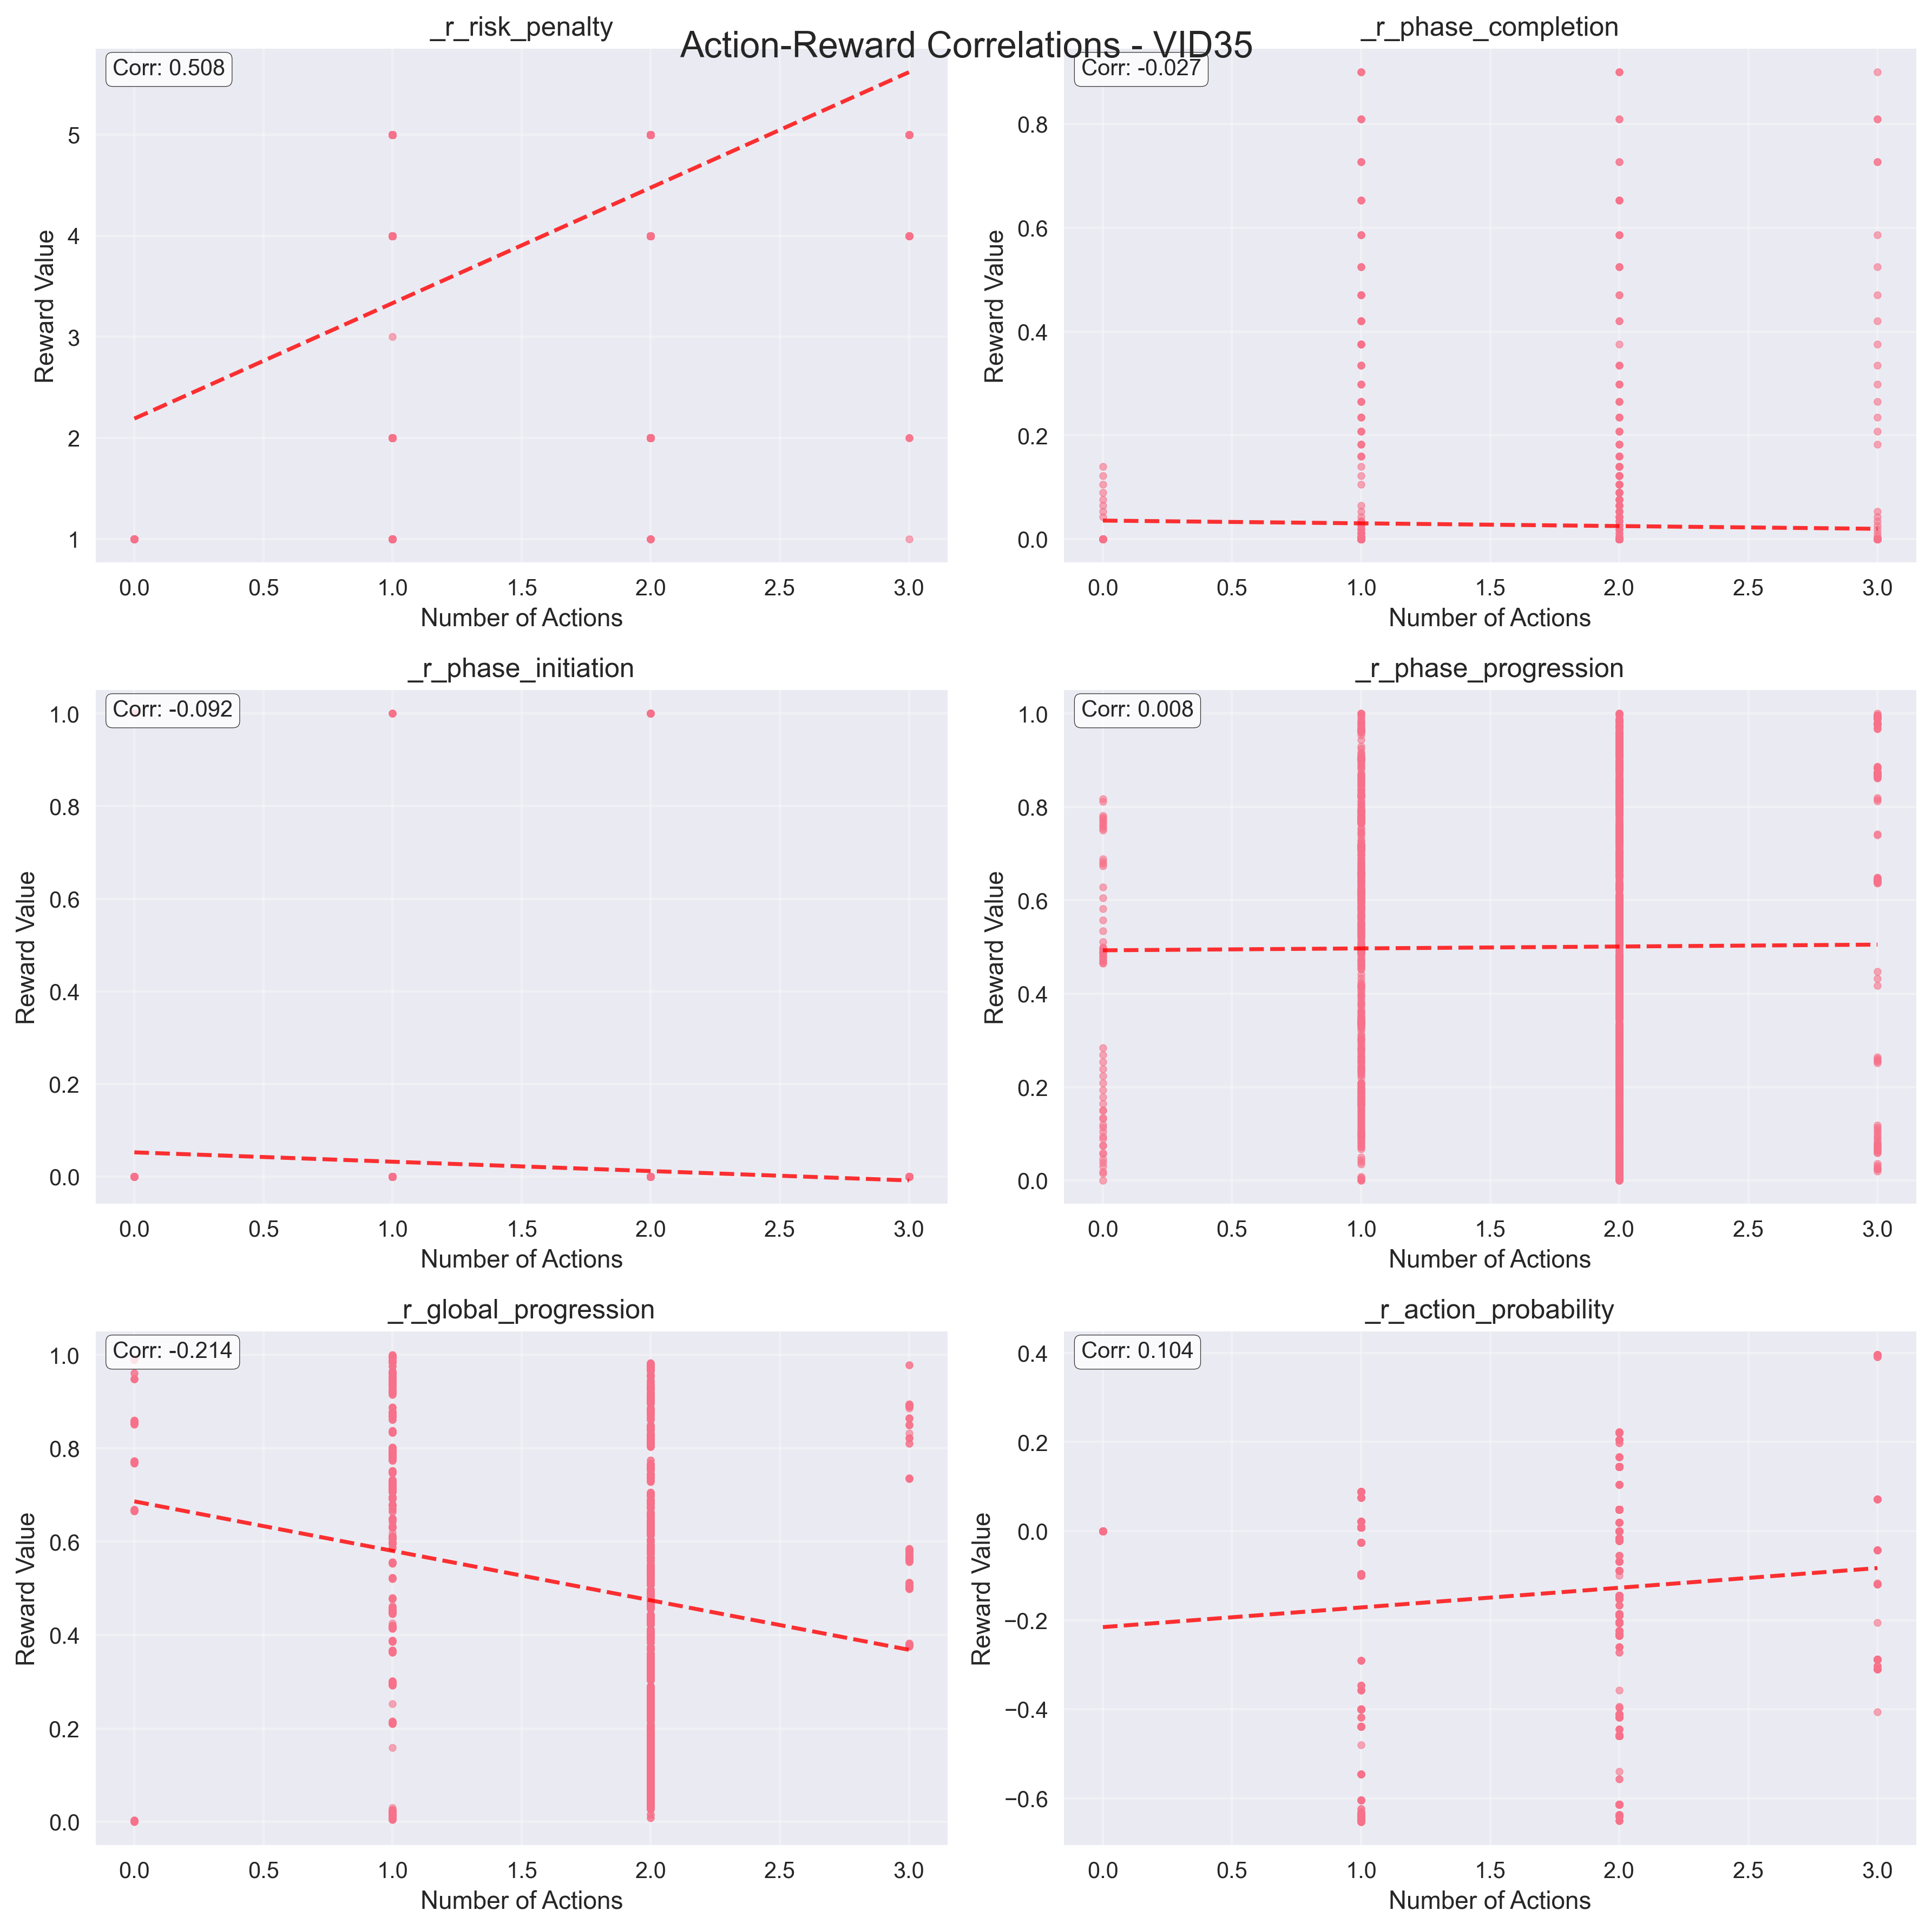 Action-Reward Correlations - VID35
_r_risk_penalty
Corr: 0.508
Reward Value
5
4
3
2
1
0.0 0.5 1.0 1.5 2.0 2.5 3.0
Number of Actions
_r_phase_completion
Corr: -0.027
Reward Value
0.8
0.6
0.4
0.2
0.0
0.0 0.5 1.0 1.5 2.0 2.5 3.0
Number of Actions
_r_phase_initiation
Corr: -0.092
Reward Value
1.0
0.8
0.6
0.4
0.2
0.0
0.0 0.5 1.0 1.5 2.0 2.5 3.0
Number of Actions
_r_phase_progression
Corr: 0.008
Reward Value
1.0
0.8
0.6
0.4
0.2
0.0
0.0 0.5 1.0 1.5 2.0 2.5 3.0
Number of Actions
_r_global_progression
Corr: -0.214
Reward Value
1.0
0.8
0.6
0.4
0.2
0.0
0.0 0.5 1.0 1.5 2.0 2.5 3.0
Number of Actions
_r_action_probability
Corr: 0.104
Reward Value
0.4
0.2
0.0
−0.2
−0.4
−0.6
0.0 0.5 1.0 1.5 2.0 2.5 3.0
Number of Actions